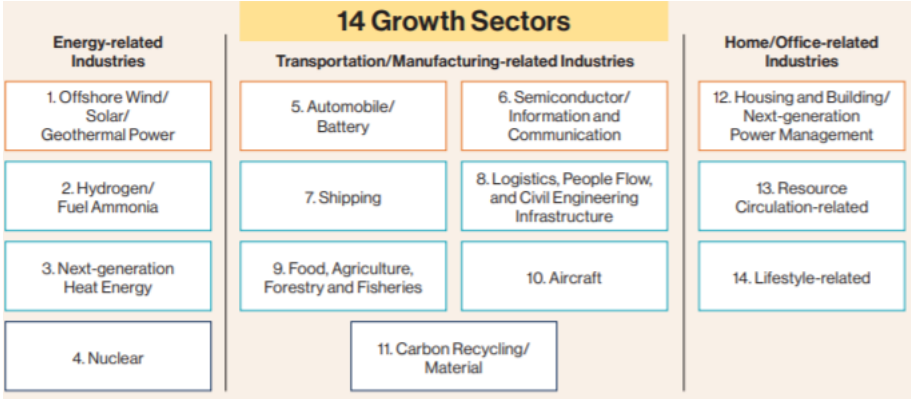 14 Growth Sectors
Energy-related
Industries
Transportation/Manufacturing-related Industries
Home/Office-related
Industries
1. Offshore Wind/
Solar/
Geothermal Power
2. Hydrogen/
Fuel Ammonia
3. Next-generation
Heat Energy
4. Nuclear
5. Automobile/
Battery
6. Semiconductor/
Information and
Communication
7. Shipping
8. Logistics, People Flow,
and Civil Engineering
Infrastructure
9. Food, Agriculture,
Forestry and Fisheries
10. Aircraft
11. Carbon Recycling/
Material
12. Housing and Building/
Next-generation
Power Management
13. Resource
Circulation-related
14. Lifestyle-related